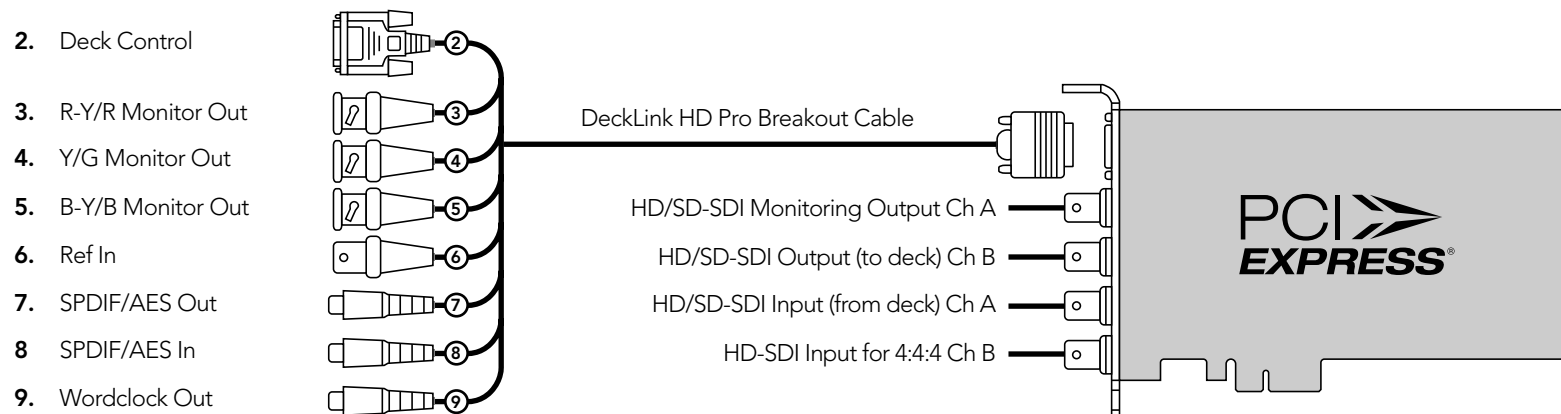 2. Deck Control
3. R-Y/R Monitor Out
4. Y/G Monitor Out
5. B-Y/B Monitor Out
6. Ref In
7. SPDIF/AES Out
8 SPDIF/AES In
9. Wordclock Out
2
3
4
5
6
7
8
9
DeckLink HD Pro Breakout Cable
HD/SD-SDI Monitoring Output Ch A
HD/SD-SDI Output (to deck) Ch B
HD/SD-SDI Input (from deck) Ch A
HD-SDI Input for 4:4:4 Ch B
PCI
EXPRESS®